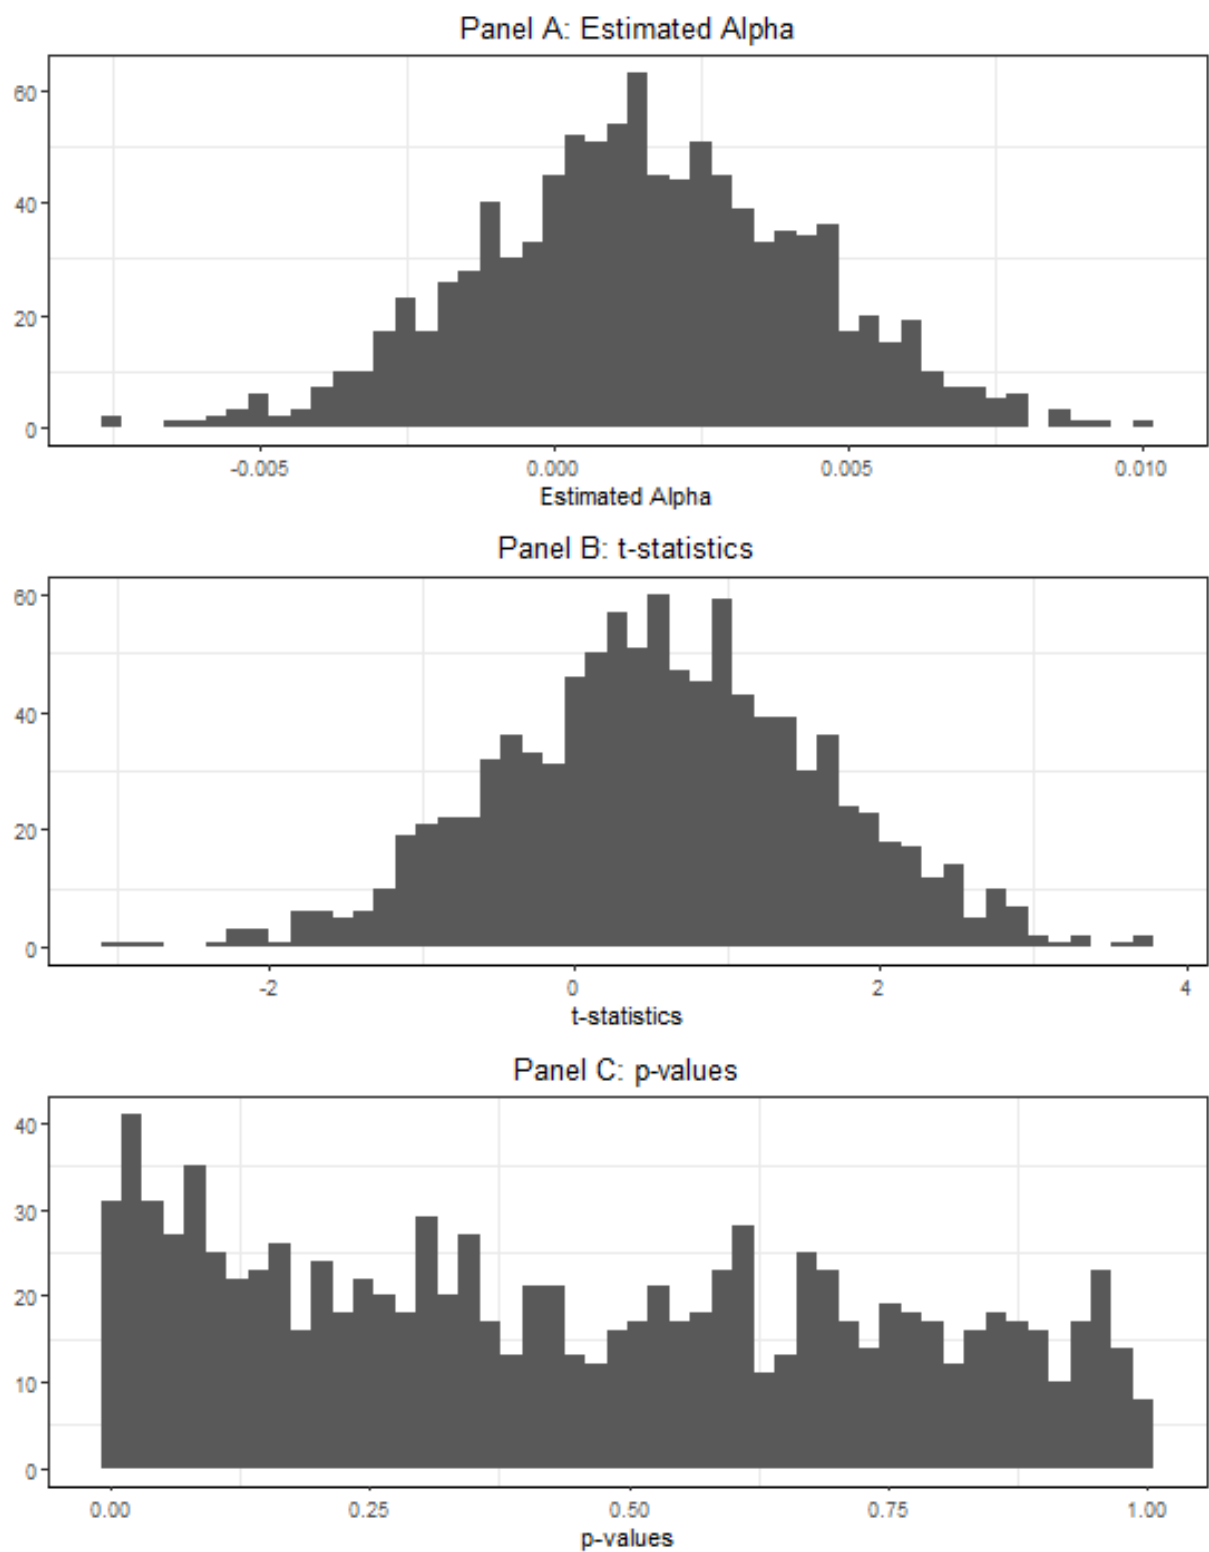 Panel A: Estimated Alpha
60
40
20
0
-0.005 0.000 0.005 0.010
Estimated Alpha
Panel B: t-statistics
60
40
20
0
-2 0 2 4
t-statistics
Panel C: p-values
40
30
20
10
0
0.00 0.25 0.50 0.75 1.00
p-values